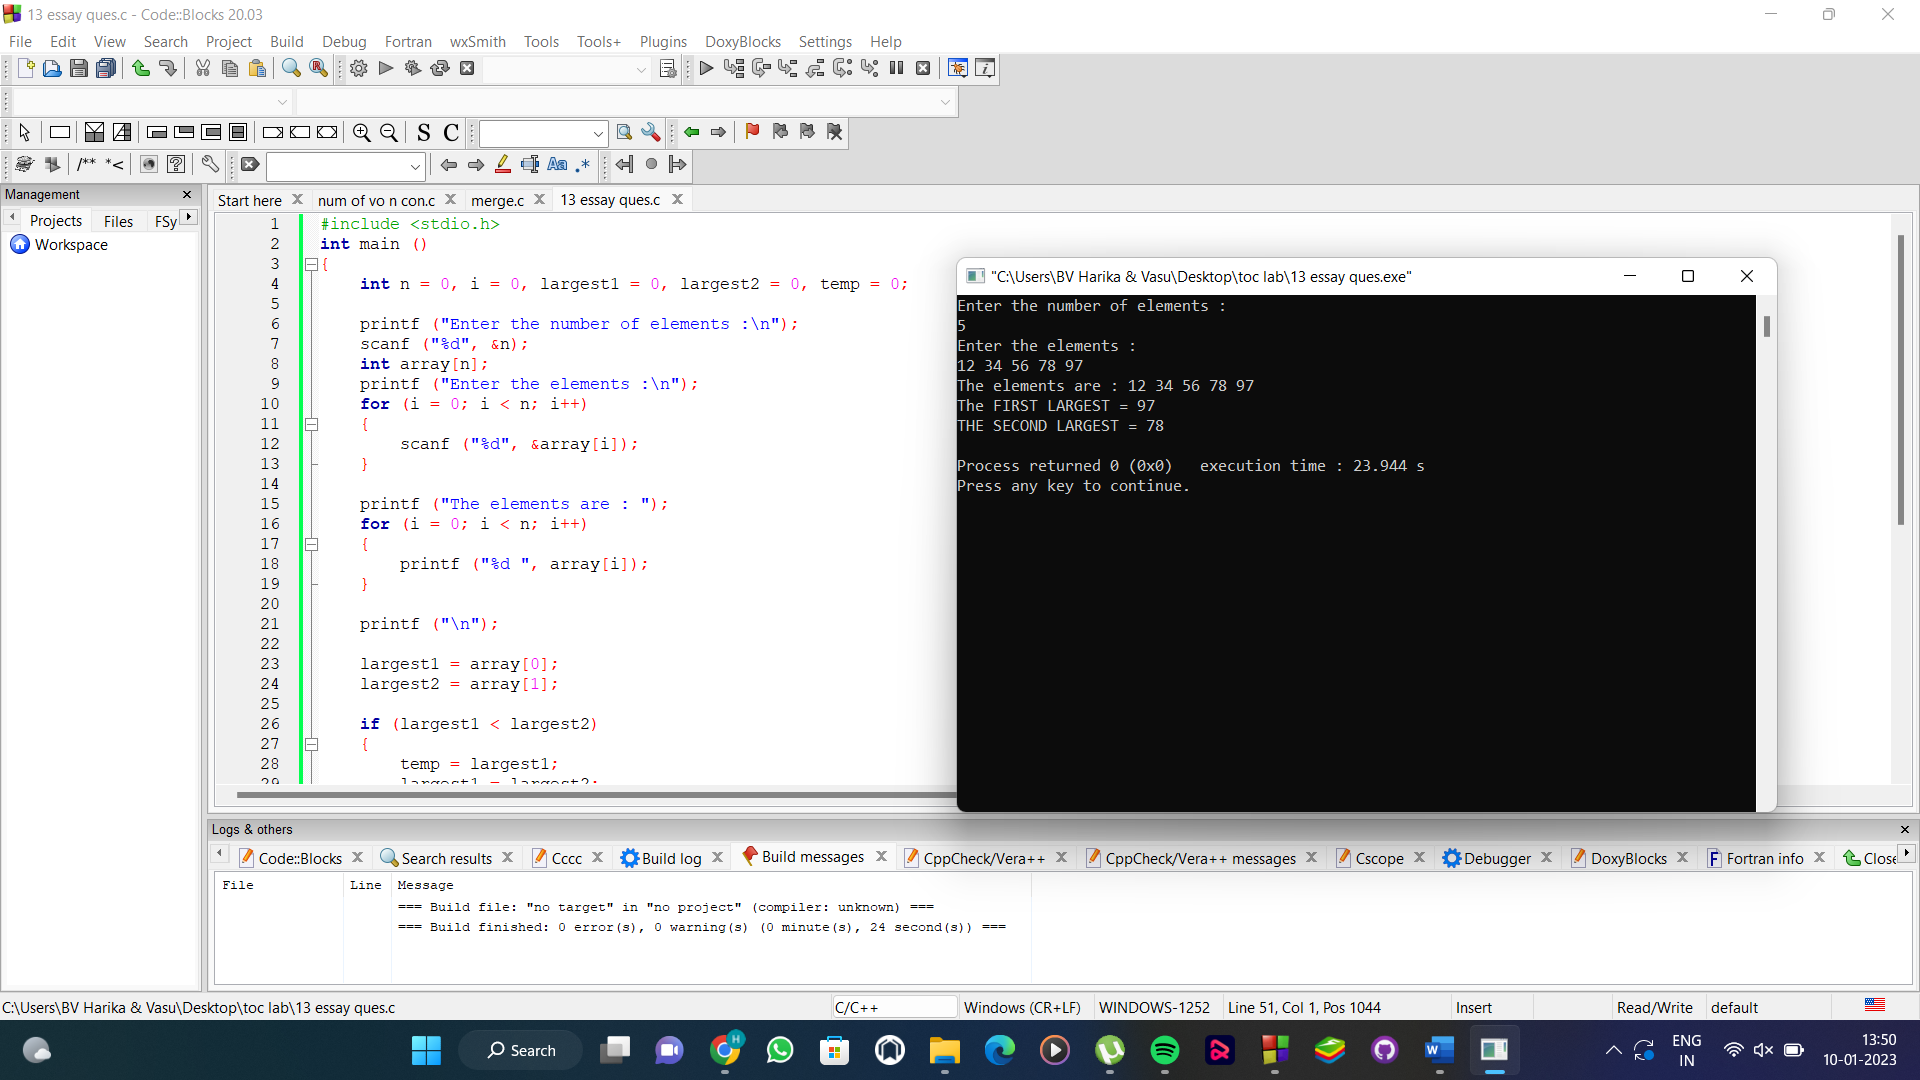 13 essay ques.c - Code::Blocks 20.03
File Edit View Search Project Build Debug Fortran wxSmith Tools Tools+ Plugins DoxyBlocks Settings Help
S C
/** *<
Aa .*
Management
Projects Files FSy
Workspace
Start here num of vo n con.c merge.c 13 essay ques.c
1 #include <stdio.h>
2 int main ()
3 {
4 int n = 0, i = 0, largest1 = 0, largest2 = 0, temp = 0;
5
6 printf ("Enter the number of elements :\n");
7 scanf ("%d", &n);
8 int array[n];
9 printf ("Enter the elements :\n");
10 for (i = 0; i < n; i++)
11 {
12 scanf ("%d", &array[i]);
13 }
14
15 printf ("The elements are : ");
16 for (i = 0; i < n; i++)
17 {
18 printf ("%d ", array[i]);
19 }
20
21 printf ("\n");
22
23 largest1 = array[0];
24 largest2 = array[1];
25
26 if (largest1 < largest2)
27 {
28 temp = largest1;
29 largest1 = largest2;
"C:\Users\BV Harika & Vasu\Desktop\toc lab\13 essay ques.exe"
Enter the number of elements :
5
Enter the elements :
12 34 56 78 97
The elements are : 12 34 56 78 97
The FIRST LARGEST = 97
THE SECOND LARGEST = 78
Process returned 0 (0x0) execution time : 23.944 s
Press any key to continue.
Logs & others
Code::Blocks Search results Cccc Build log Build messages CppCheck/Vera++ CppCheck/Vera++ messages Cscope Debugger DoxyBlocks Fortran info Close
File Line Message
=== Build file: "no target" in "no project" (compiler: unknown) ===
=== Build finished: 0 error(s), 0 warning(s) (0 minute(s), 24 second(s)) ===
C:\Users\BV Harika & Vasu\Desktop\toc lab\13 essay ques.c C/C++ Windows (CR+LF) WINDOWS-1252 Line 51, Col 1, Pos 1044 Insert Read/Write default
Search
H
ENG
IN
13:50
10-01-2023